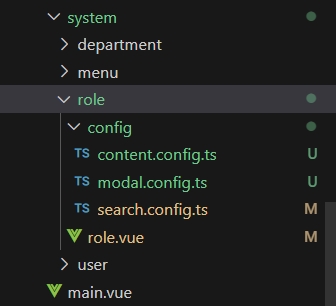 system
department
menu
role
config
TS content.config.ts U
TS modal.config.ts U
TS search.config.ts M
role.vue M
user
main.vue